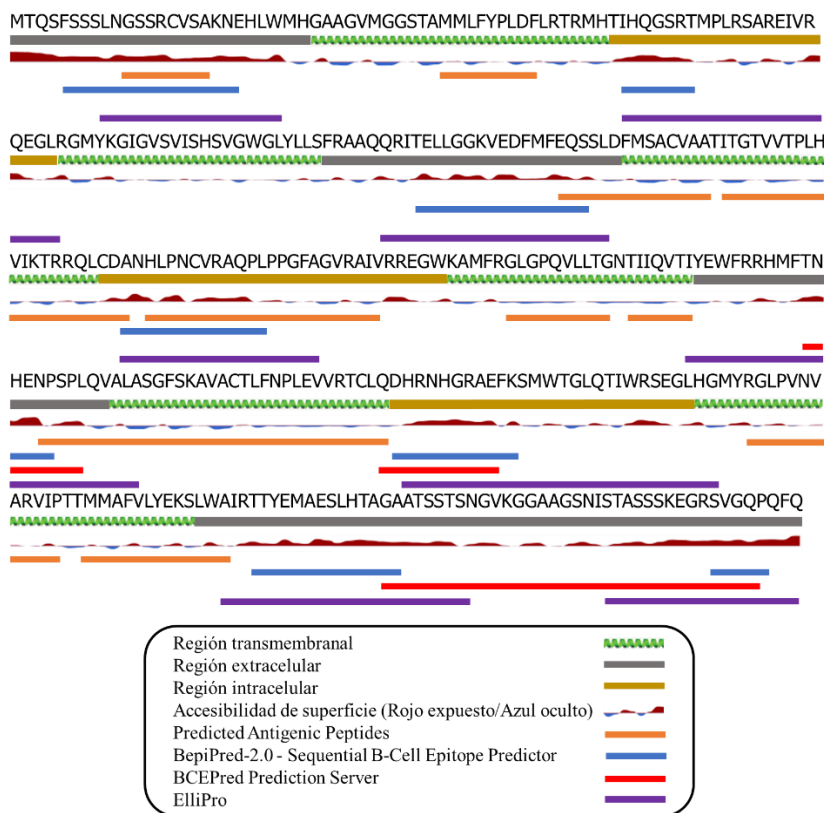 MTQSFSSSLNGSSRCVSAKNEHLWMHGAAGVMGGSTAMMLFYPLDFLRTRMHTIHQGSRTMPLRSAREIVR
QEGLRGMYKGIGVSVISHSVGWGLYLLSFRAAQQRITELLGGKVEDFMFEQSSLDFMSACVAATITGTVVTPLH
VIKTRRQLCDANHLPNCVRAQPLPPGFAGVRAIVRREGWKAMFRGLGPQVLLTGNTIIQVTIYEWFRRHMFTN
HENPSPLQVALASGFSKAVACTLFNPLEVVRTCLQDHRNHGRAEFKSMWTGLQTIWRSEGLHGMYRGLPVNV
ARVIPTTMMAFVLYEKSLWAIRTTYEMAESLHTAGAATSSTSNGVKGGAAGSNISTASSSKEGRSVGQPQFQ
Región transmembranal
Región extracelular
Región intracelular
Accesibilidad de superficie (Rojo expuesto/Azul oculto)
Predicted Antigenic Peptides
BepiPred-2.0 - Sequential B-Cell Epitope Predictor
BCEPred Prediction Server
ElliPro